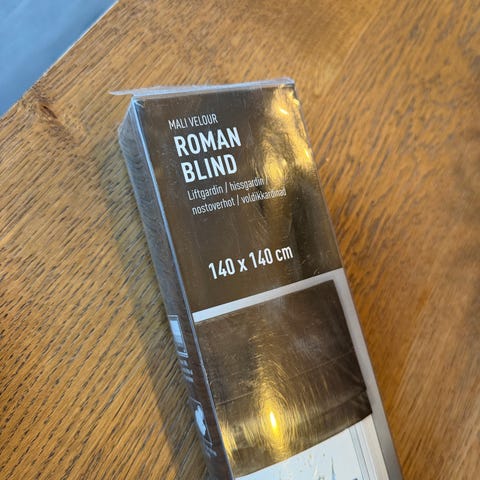 MALI VELOUR
ROMAN
BLIND
Liftgardin / hissgardin /
nostoverhot / voldikkardinad
140 x 140 cm